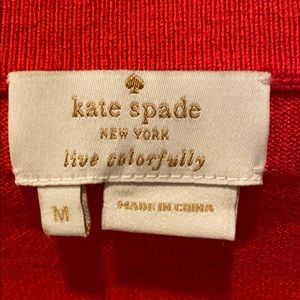 kate spade
NEW YORK
live colorfully
M
MADE IN CHINA